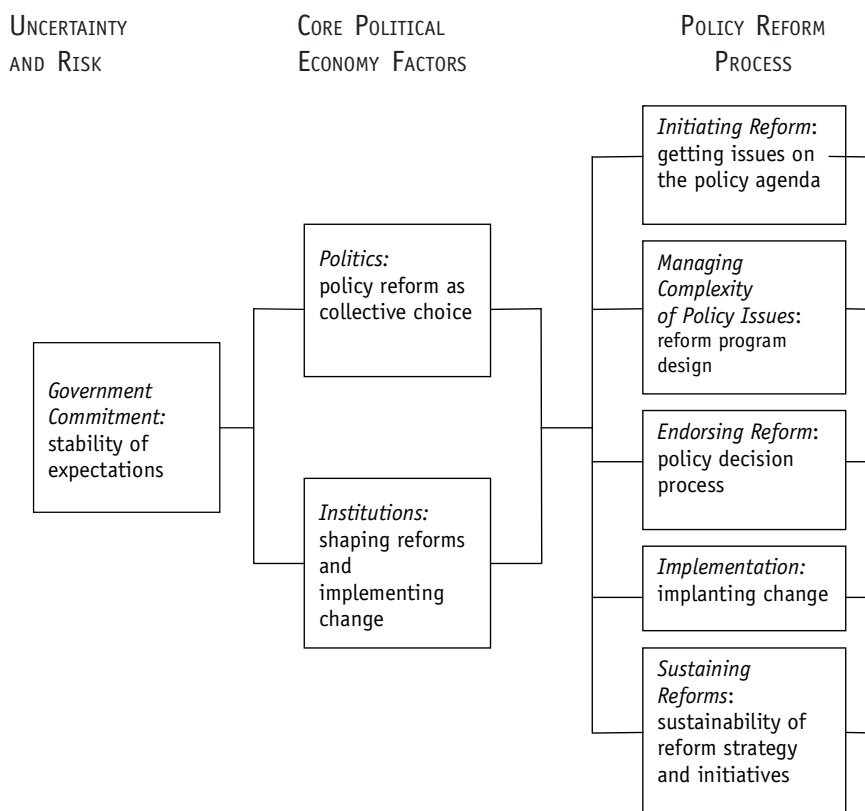 UNCERTAINTY
AND RISK
CORE POLITICAL
ECONOMY FACTORS
POLICY REFORM
PROCESS
Government
Commitment:
stability of
expectations
Politics:
policy reform as
collective choice
Institutions:
shaping reforms
and
implementing
change
Initiating Reform:
getting issues on
the policy agenda
Managing
Complexity
of Policy Issues:
reform program
design
Endorsing Reform:
policy decision
process
Implementation:
implanting change
Sustaining
Reforms:
sustainability of
reform strategy
and initiatives